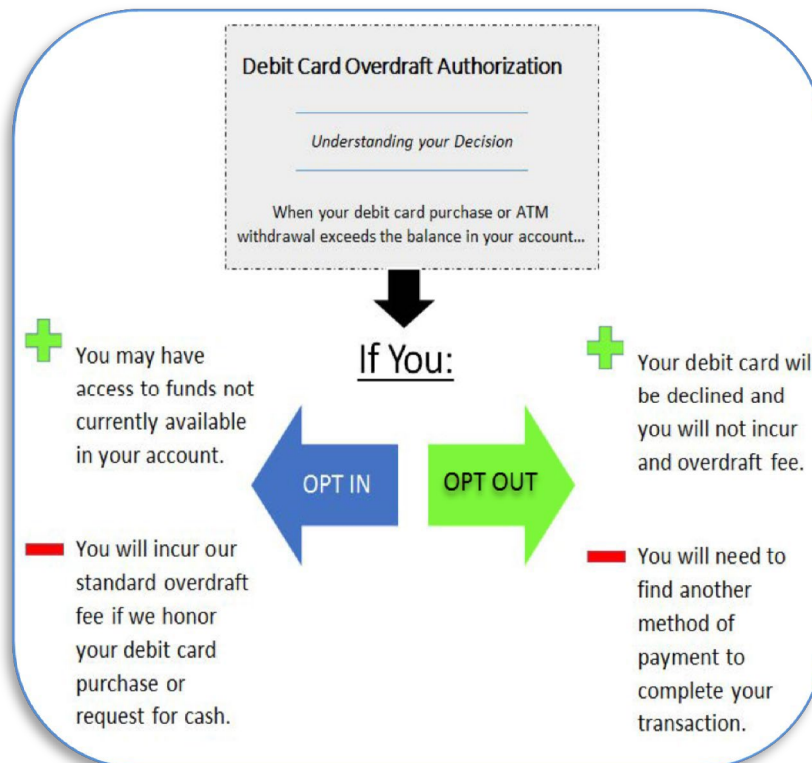 Debit Card Overdraft Authorization
Understanding your Decision
When your debit card purchase or ATM
withdrawal exceeds the balance in your account...
If You:
You may have
access to funds not
currently available
in your account.
You will incur our
standard overdraft
fee if we honor
your debit card
purchase or
request for cash.
OPT IN
OPT OUT
Your debit card will
be declined and
you will not incur
and overdraft fee.
You will need to
find another
method of
payment to
complete your
transaction.